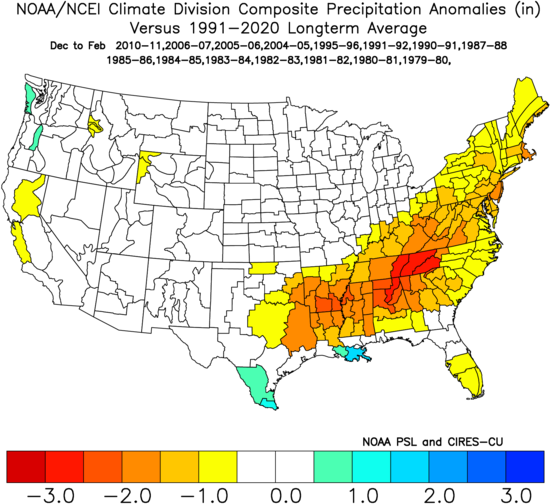 NOAA/NCEI Climate Division Composite Precipitation Anomalies (in)
Versus 1991-2020 Longterm Average
Dec to Feb 2010-11,2006-07,2005-06,2004-05,1995-96,1991-92,1990-91,1987-88
1985-86,1984-85,1983-84,1982-83,1981-82,1980-81,1979-80,
NOAA PSL and CIRES-CU
-3.0 -2.0 -1.0 0.0 1.0 2.0 3.0